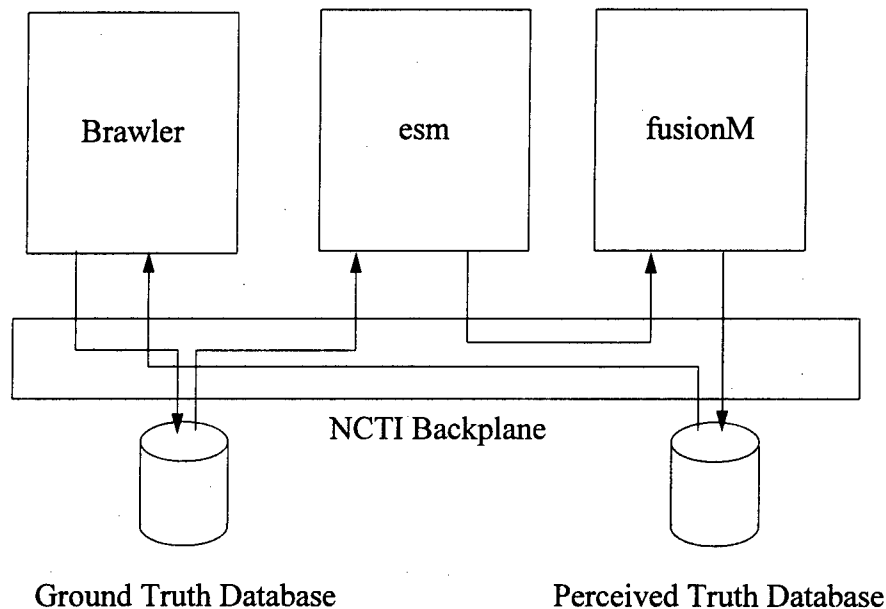 Brawler
esm
fusionM
NCTI Backplane
Ground Truth Database
Perceived Truth Database